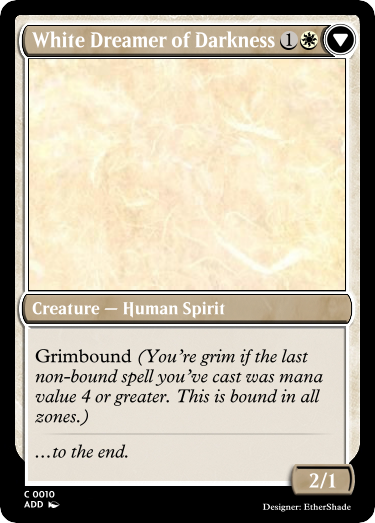 White Dreamer of Darkness 1
Creature — Human Spirit
Grimbound (You're grim if the last
non-bound spell you've cast was mana
value 4 or greater. This is bound in all
zones.)
…to the end.
2/1
C 0010
ADD
Designer: EtherShade